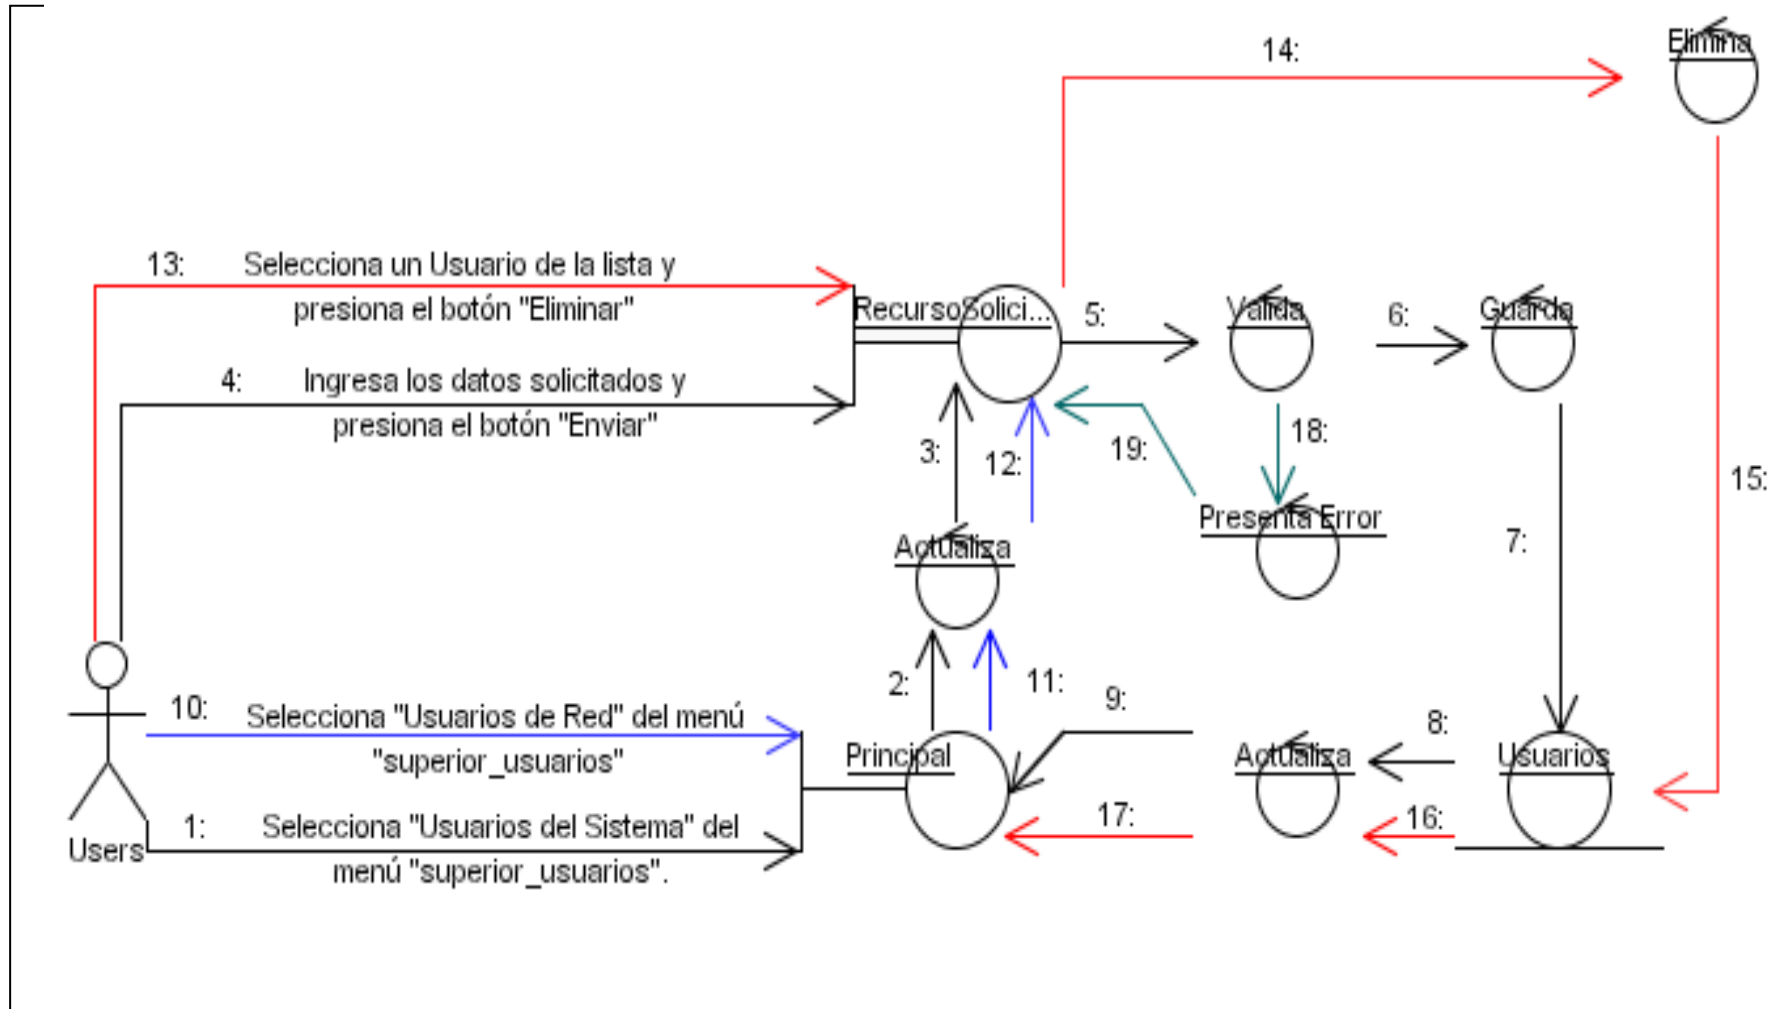 14:
Elimina
13: Selecciona un Usuario de la lista y
presiona el botón "Eliminar"
RecursoSolici...
5:
Valida
6:
Guarda
4: Ingresa los datos solicitados y
presiona el botón "Enviar"
3:
12:
19:
18:
15:
Presenta Error
7:
Actualiza
2:
11:
9:
10: Selecciona "Usuarios de Red" del menú
"superior_usuarios"
Principal
Actualiza
8:
Usuarios
1: Selecciona "Usuarios del Sistema" del
menú "superior_usuarios".
17:
16:
Users